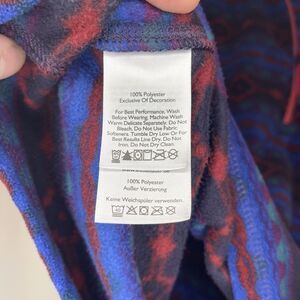 100% Polyester
Exclusive Of Decoration
For Best Performance, Wash
Before Wearing. Machine Wash
Warm Delicate Separately. Do Not
Bleach. Do Not Use Fabric
Softeners. Tumble Dry Low Or For
Best Results Line Dry. Do Not
Iron. Do Not Dry Clean
100% Polyester
Außer Verzierung
Keine Weichspüler verwenden.